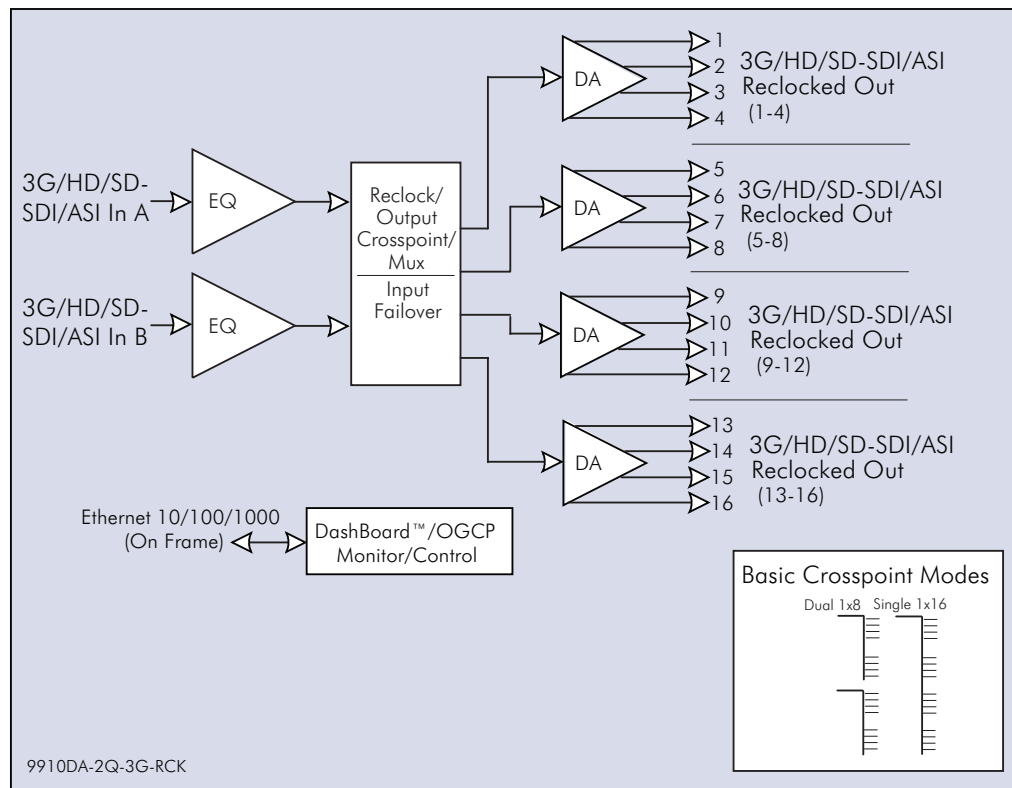 3G/HD/SD-
SDI/ASI In A
EQ
3G/HD/SD-
SDI/ASI In B
EQ
Reclock/
Output
Crosspoint/
Mux
Input
Failover
DA
1
2
3
4
3G/HD/SD-SDI/ASI
Reclocked Out
(1-4)
DA
5
6
7
8
3G/HD/SD-SDI/ASI
Reclocked Out
(5-8)
DA
9
10
11
12
3G/HD/SD-SDI/ASI
Reclocked Out
(9-12)
DA
13
14
15
16
3G/HD/SD-SDI/ASI
Reclocked Out
(13-16)
Ethernet 10/100/1000
(On Frame)
DashBoard™/OGCP
Monitor/Control
Basic Crosspoint Modes
Dual 1x8 Single 1x16
9910DA-2Q-3G-RCK